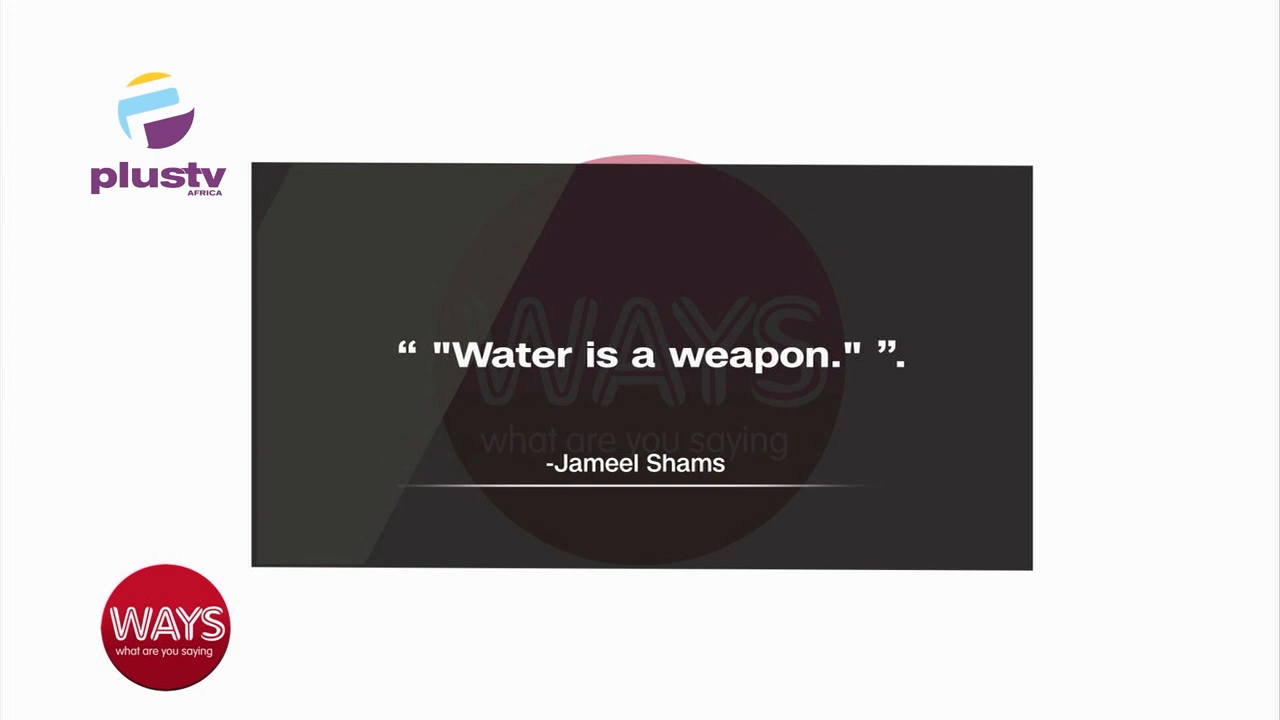 plustv
AFRICA
“ "Water is a weapon." ”.
WAYS
what are you saying
-Jameel Shams
WAYS
what are you saying